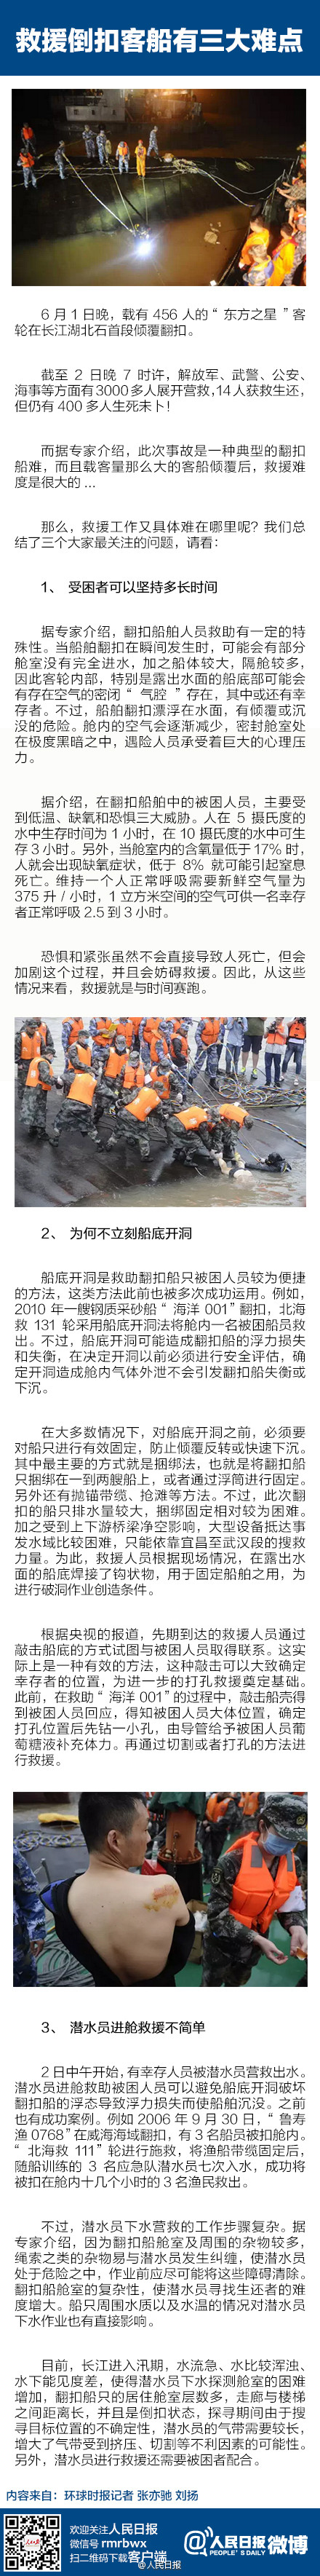 救援倒扣客船有三大难点
6月1日晚，载有456人的“东方之星”客
轮在长江湖北石首段倾覆翻扣。
截至2日晚7时许，解放军、武警、公安、
海事等方面有3000多人展开营救，14人获救生还，
但仍有400多人生死未卜！
而据专家介绍，此次事故是一种典型的翻扣
船难，而且载客量那么大的客船倾覆后，救援难
度是很大的...
那么，救援工作又具体难在哪里呢？我们总
结了三个大家最关注的问题，请看：
1、 受困者可以坚持多长时间
据专家介绍，翻扣船舶人员救助有一定的特
殊性。当船舶翻扣在瞬间发生时，可能会有部分
舱室没有完全进水，加之船体较大，隔舱较多，
因此客轮内部，特别是露出水面的船底部可能会
有存在空气的密闭“气腔”存在，其中或还有幸
存者。不过，船舶翻扣漂浮在水面，有倾覆或沉
没的危险。舱内的空气会逐渐减少，密封舱室处
在极度黑暗之中，遇险人员承受着巨大的心理压
力。
据介绍，在翻扣船舶中的被困人员，主要受
到低温、缺氧和恐惧三大威胁。人在 5 摄氏度的
水中生存时间为1小时，在10摄氏度的水中可生
存3小时。另外，当舱室内的含氧量低于17%时，
人就会出现缺氧症状，低于 8% 就可能引起窒息
死亡。维持一个人正常呼吸需要新鲜空气量为
375升/小时，1立方米空间的空气可供一名幸存
者正常呼吸2.5到3小时。
恐惧和紧张虽然不会直接导致人死亡，但会
加剧这个过程，并且会妨碍救援。因此，从这些
情况来看，救援就是与时间赛跑。
2、 为何不立刻船底开洞
船底开洞是救助翻扣船只被困人员较为便捷
的方法，这类方法此前也被多次成功运用。例如，
2010年一艘钢质采砂船“海洋001”翻扣，北海
救131轮采用船底开洞法将舱内一名被困船员救
出。不过，船底开洞可能造成翻扣船的浮力损失
和失衡，在决定开洞以前必须进行安全评估，确
定开洞造成舱内气体外泄不会引发翻扣船失衡或
下沉。
在大多数情况下，对船底开洞之前，必须要
对船只进行有效固定，防止倾覆反转或快速下沉。
其中最主要的方式就是捆绑法，也就是将翻扣船
只捆绑在一到两艘船上，或者通过浮筒进行固定。
另外还有抛锚带缆、抢滩等方法。不过，此次翻
扣的船只排水量较大，捆绑固定相对较为困难。
加之受到上下游桥梁净空影响，大型设备抵达事
发水域比较困难，只能依靠宜昌至武汉段的搜救
力量。为此，救援人员根据现场情况，在露出水
面的船底焊接了钩状物，用于固定船舶之用，为
进行破洞作业创造条件。
根据央视的报道，先期到达的救援人员通过
敲击船底的方式试图与被困人员取得联系。这实
际上是一种有效的方法，这种敲击可以大致确定
幸存者的位置，为进一步的打孔救援奠定基础。
此前，在救助“海洋001”的过程中，敲击船壳得
到被困人员回应，得知被困人员大体位置，确定
打孔位置后先钻一小孔，由导管给予被困人员葡
萄糖液补充体力。再通过切割或者打孔的方法进
行救援。
3、 潜水员进舱救援不简单
2日中午开始，有幸存人员被潜水员营救出水。
潜水员进舱救助被困人员可以避免船底开洞破坏
翻扣船的浮态导致浮力损失而使船舶沉没。之前
也有成功案例。例如2006年9月30日，“鲁寿
渔0768”在威海海域翻扣，有3名船员被扣舱内。
“北海救111”轮进行施救，将渔船带缆固定后，
随船训练的 3 名应急队潜水员七次入水，成功将
被扣在舱内十几个小时的3名渔民救出。
不过，潜水员下水营救的工作步骤复杂。据
专家介绍，因为翻扣船舱室及周围的杂物较多，
绳索之类的杂物易与潜水员发生纠缠，使潜水员
处于危险之中，作业前应尽可能将这些障碍清除。
翻扣船舱室的复杂性，使潜水员寻找生还者的难
度增大。船只周围水质以及水温的情况对潜水员
下水作业也有直接影响。
目前，长江进入汛期，水流急、水比较浑浊、
水下能见度差，使得潜水员下水探测舱室的困难
增加，翻扣船只的居住舱室层数多，走廊与楼梯
之间距离长，并且是倒扣状态，探寻期间由于搜
寻目标位置的不确定性，潜水员的气带需要较长，
增大了气带受到挤压、切割等不利因素的可能性。
另外，潜水员进行救援还需要被困者配合。
内容来自：环球时报记者 张亦驰 刘扬
欢迎关注人民日报
微信号 rmrbwx
扫二维码下载客户端
@人民日报微博
PEOPLE'S DAILY
@人民日报